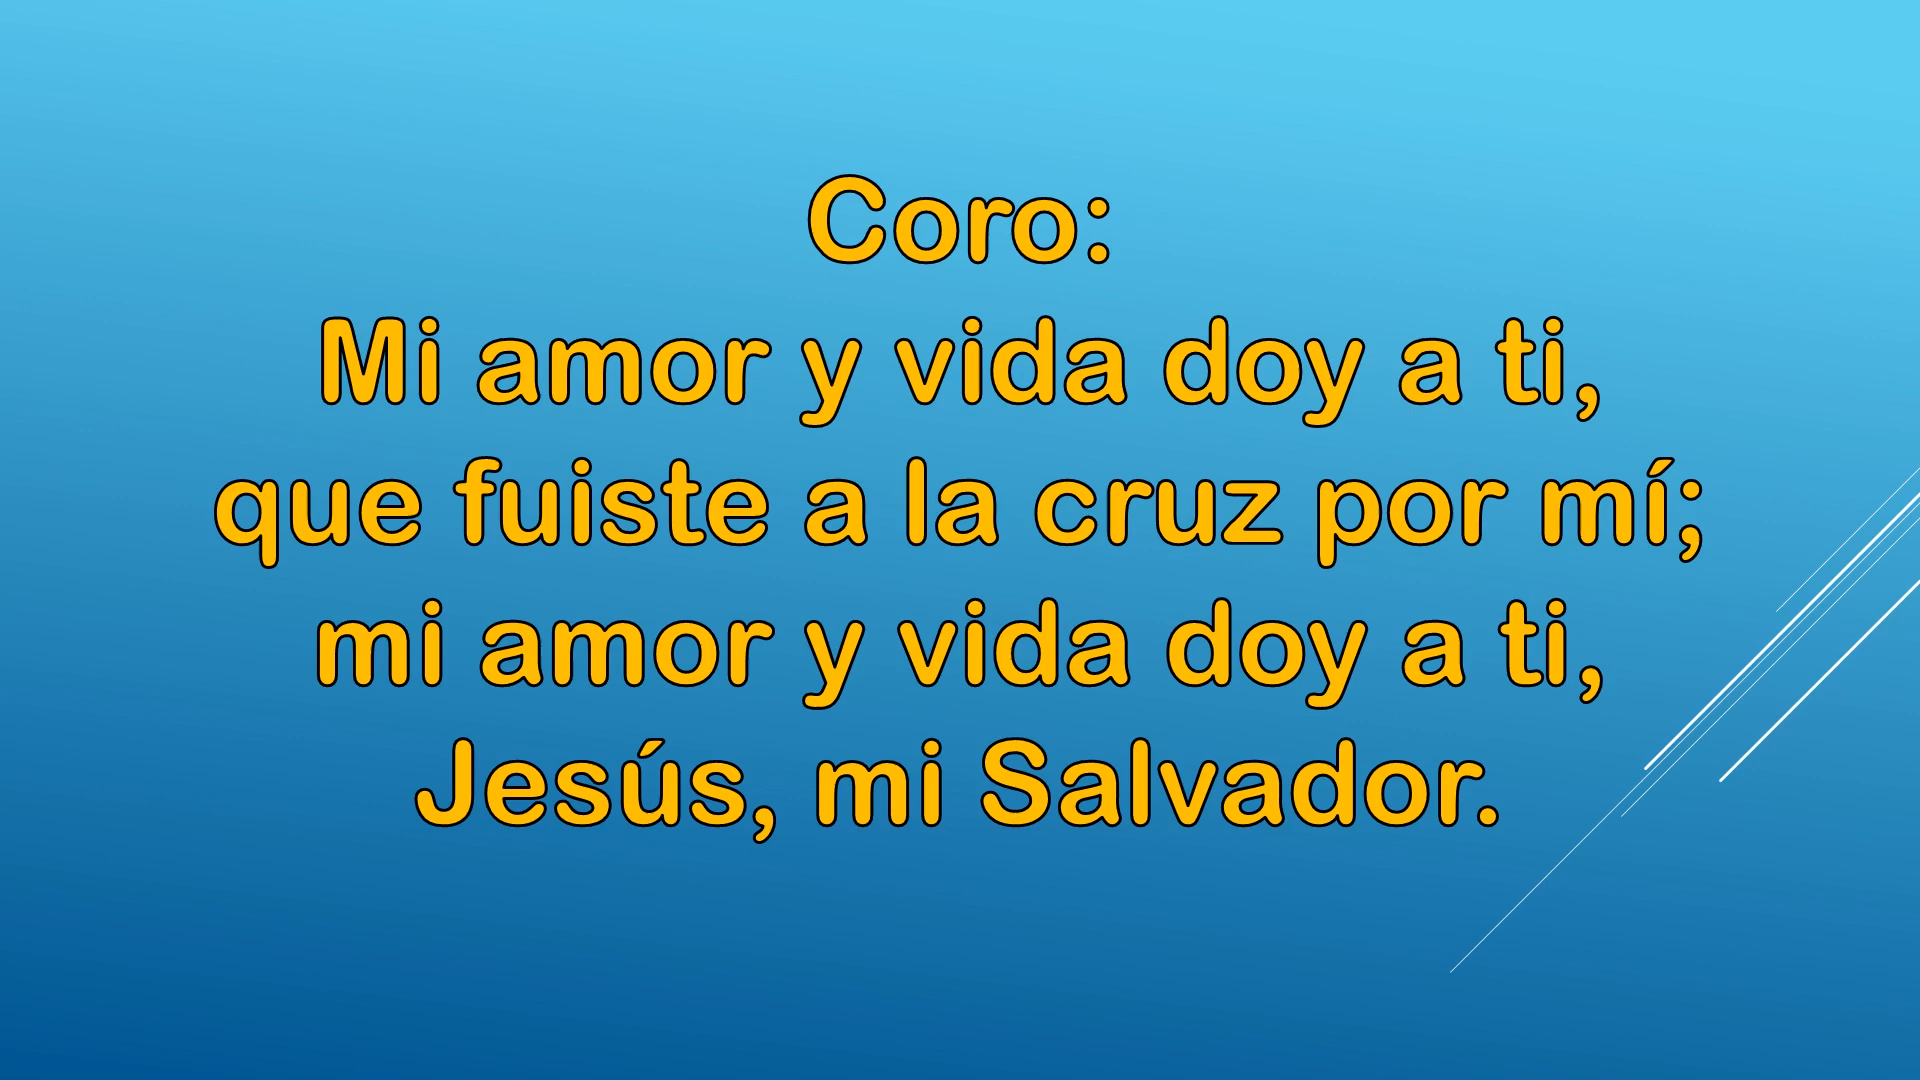 Coro:
Mi amor y vida doy a ti,
que fuiste a la cruz por mí;
mi amor y vida doy a ti,
Jesús, mi Salvador.